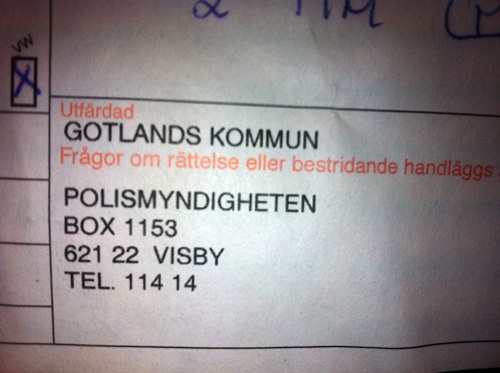 Utfärdad
GOTLANDS KOMMUN
Frågor om rättelse eller bestridande handläggs
POLISMYNDIGHETEN
BOX 1153
621 22 VISBY
TEL. 114 14